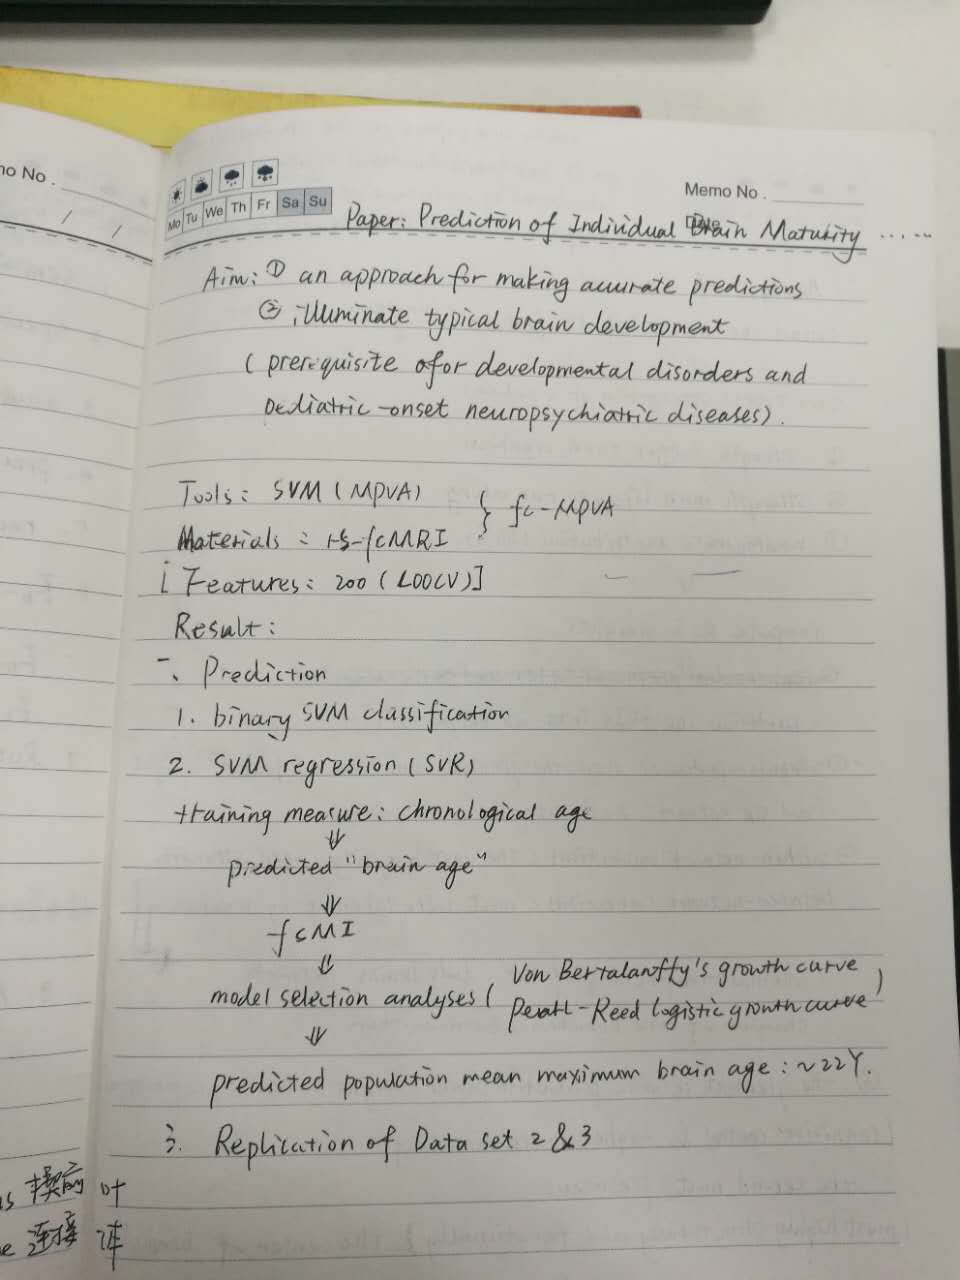 no No.
Memo No.
Mo Tu We Th Fr Sa Su
Paper: Prediction of Individual Brain Maturity ......
Aim: ① an approach for making accurate predictions
② illuminate typical brain development
( prerequisite ofor developmental disorders and
pediatric-onset neuropsychiatric diseases).
Tools: SVM (MPVA)
Materials: rs-fcMRI } fc-MPVA
[ Features: 200 (LOOCV)]
Result:
一、 Prediction
1. binary SVM classification
2. SVM regression (SVR)
training measure: chronological age
⇓
predicted "brain age"
⇓
fcMI
⇓
model selection analyses ( Von Bertalanffy's growth curve
Pearl-Reed logistic growth curve )
⇓
predicted population mean maximum brain age: ~22Y.
3. Replication of Data set 2 & 3
连接